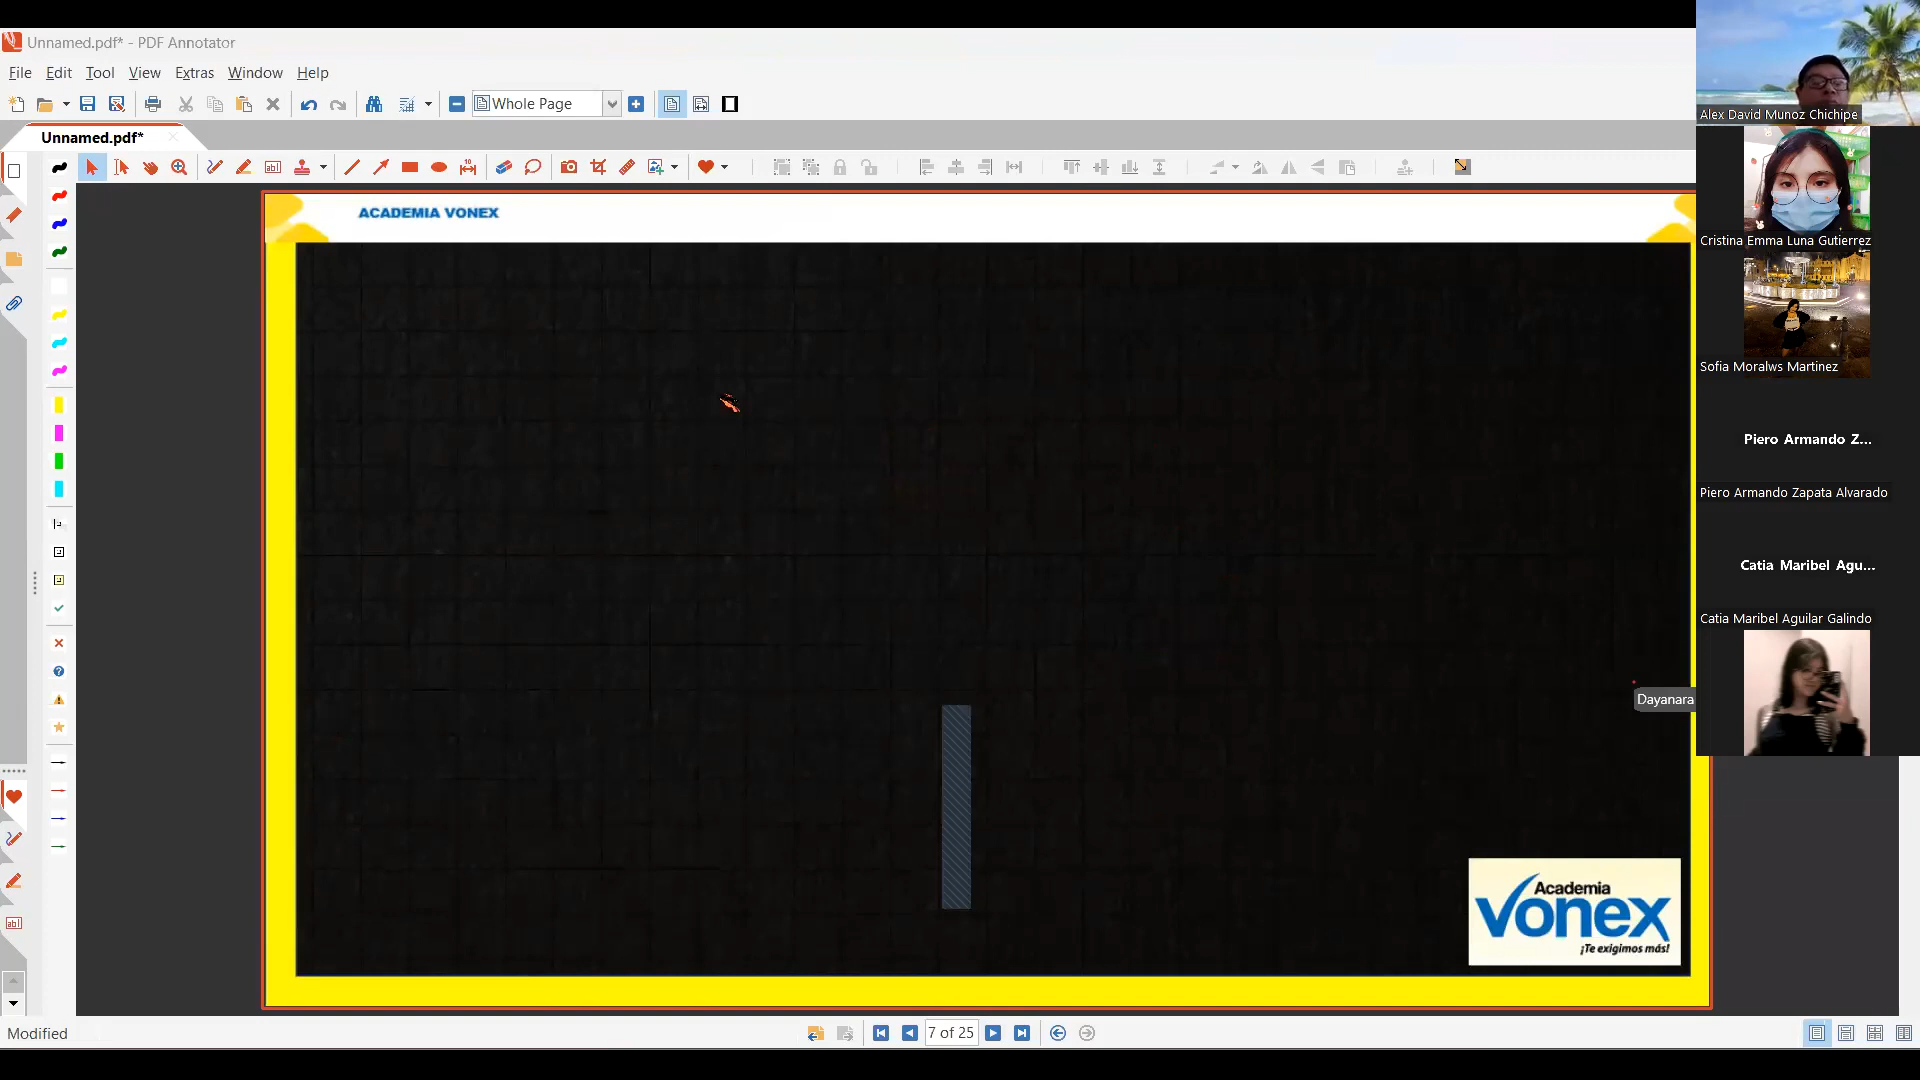 Unnamed.pdf* - PDF Annotator
File Edit Tool View Extras Window Help
Whole Page
Unnamed.pdf*
ACADEMIA VONEX
Alex David Munoz Chichipe
Cristina Emma Luna Gutierrez
Sofia Moralws Martinez
Piero Armando Z...
Piero Armando Zapata Alvarado
Catia Maribel Agu...
Catia Maribel Aguilar Galindo
Dayanara
Academia
Vonex
¡Te exigimos más!
Modified
7 of 25